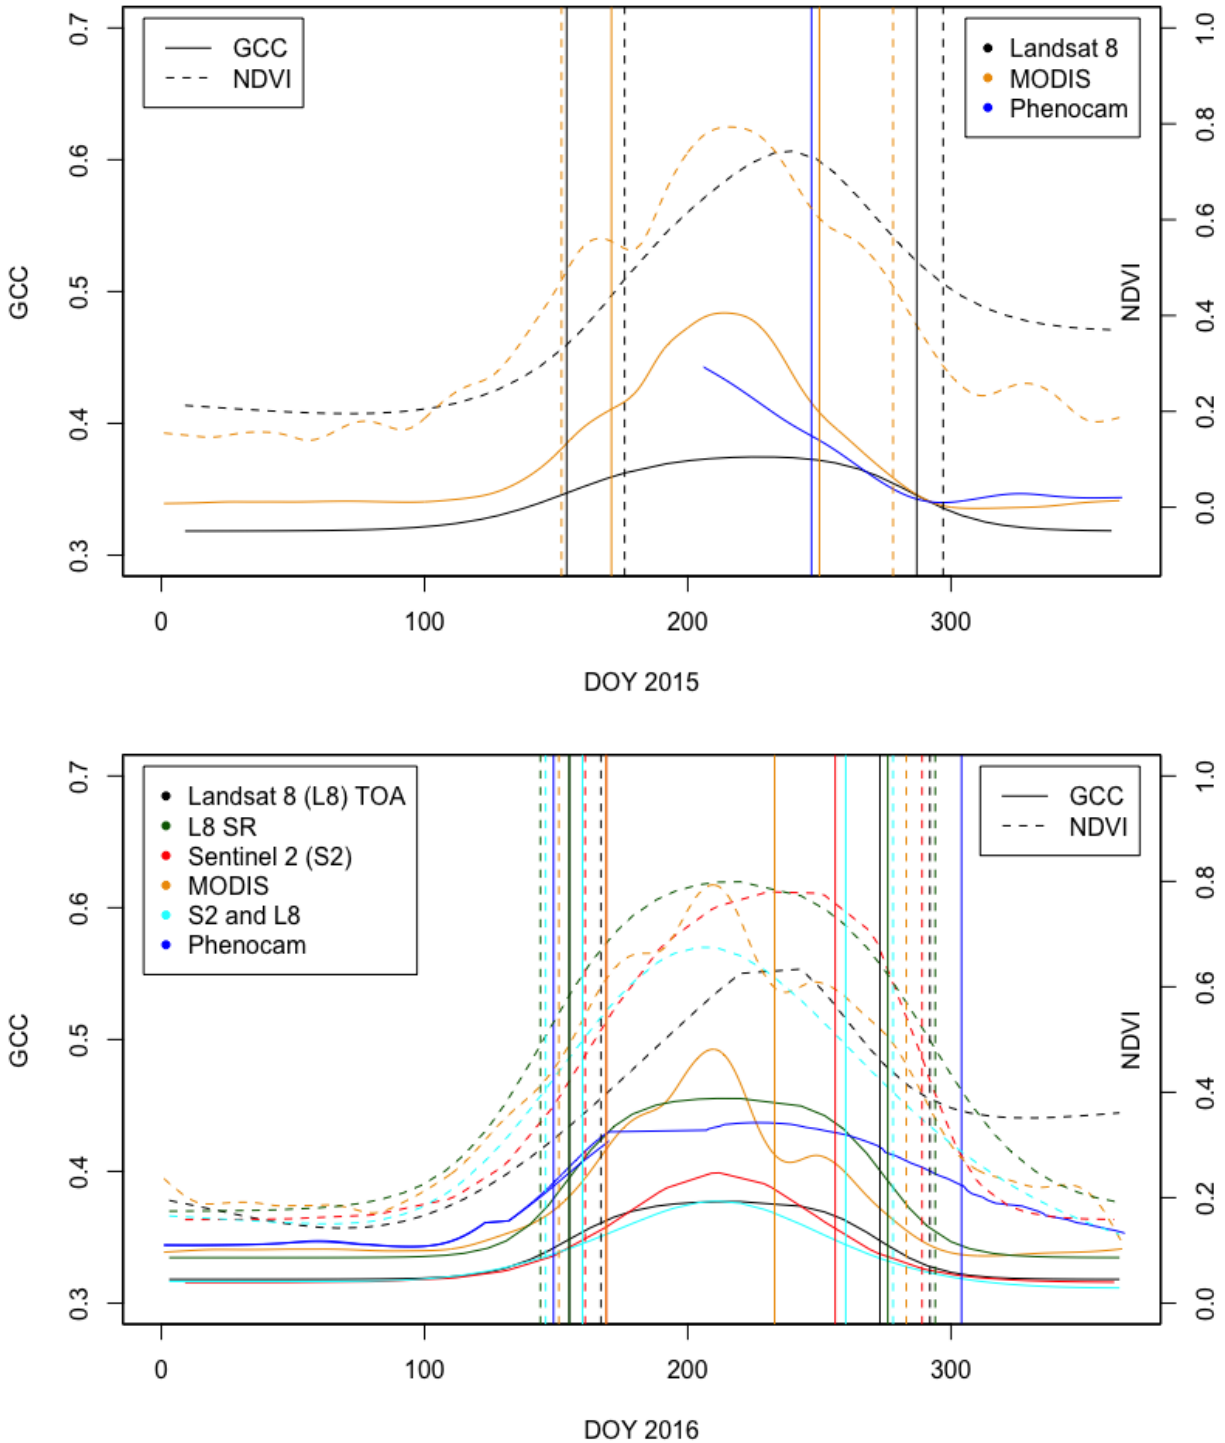 GCC
NDVI
Landsat 8
MODIS
Phenocam
0.7
0.6
0.5
0.4
0.3
GCC
1.0
0.8
0.6
0.4
0.2
0.0
NDVI
0
100
200
300
DOY 2015
Landsat 8 (L8) TOA
L8 SR
Sentinel 2 (S2)
MODIS
S2 and L8
Phenocam
GCC
NDVI
0.7
0.6
0.5
0.4
0.3
GCC
1.0
0.8
0.6
0.4
0.2
0.0
NDVI
0
100
200
300
DOY 2016